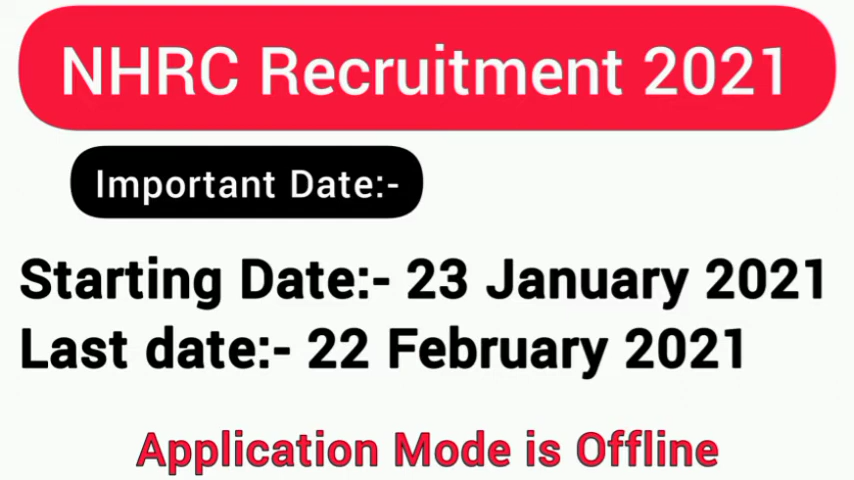 NHRC Recruitment 2021
Important Date:-
Starting Date:- 23 January 2021
Last date:- 22 February 2021
Application Mode is Offline